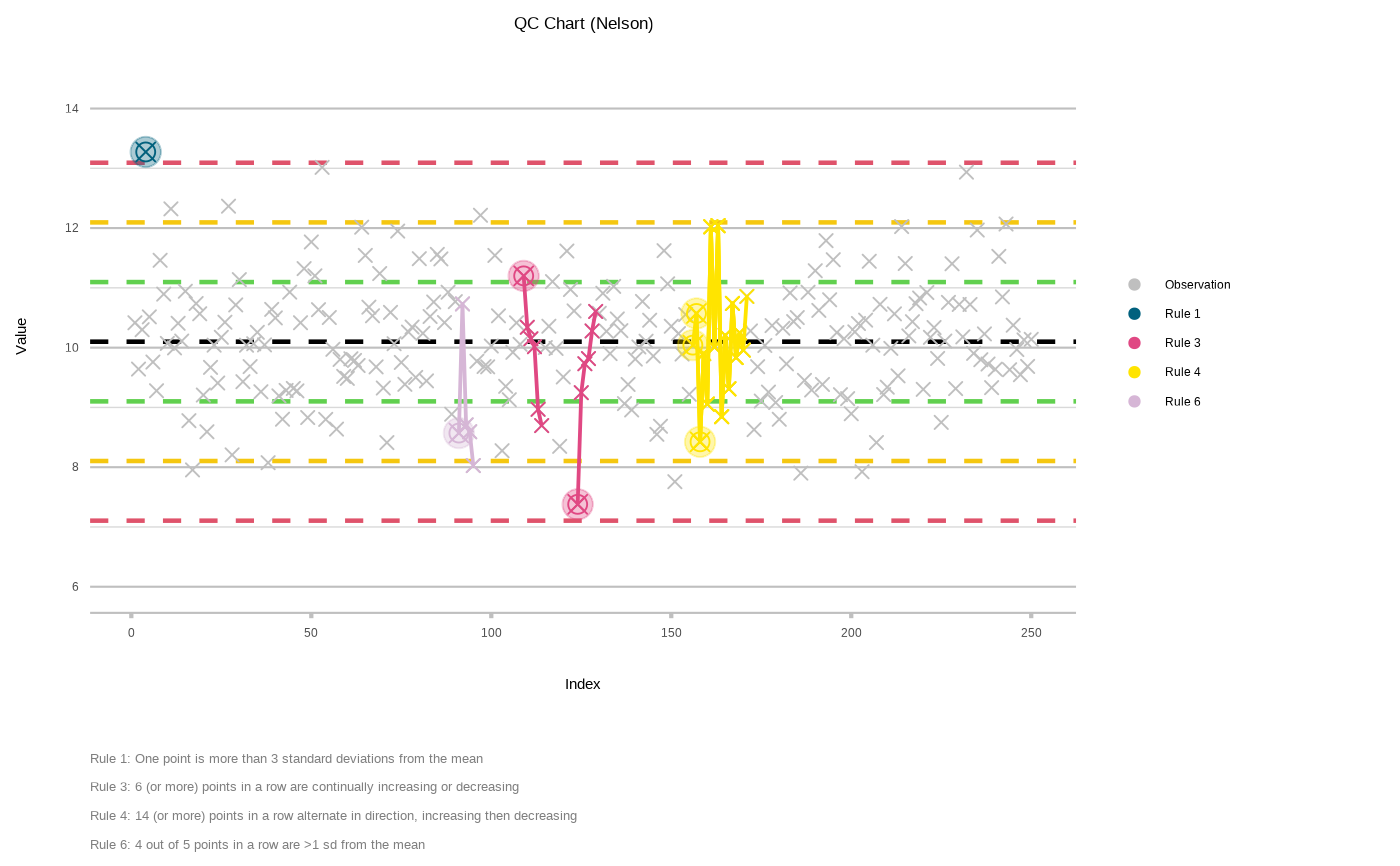 QC Chart (Nelson)
14
12
10
8
6
Value
0 50 100 150 200 250
Index
Observation
Rule 1
Rule 3
Rule 4
Rule 6
Rule 1: One point is more than 3 standard deviations from the mean
Rule 3: 6 (or more) points in a row are continually increasing or decreasing
Rule 4: 14 (or more) points in a row alternate in direction, increasing then decreasing
Rule 6: 4 out of 5 points in a row are >1 sd from the mean